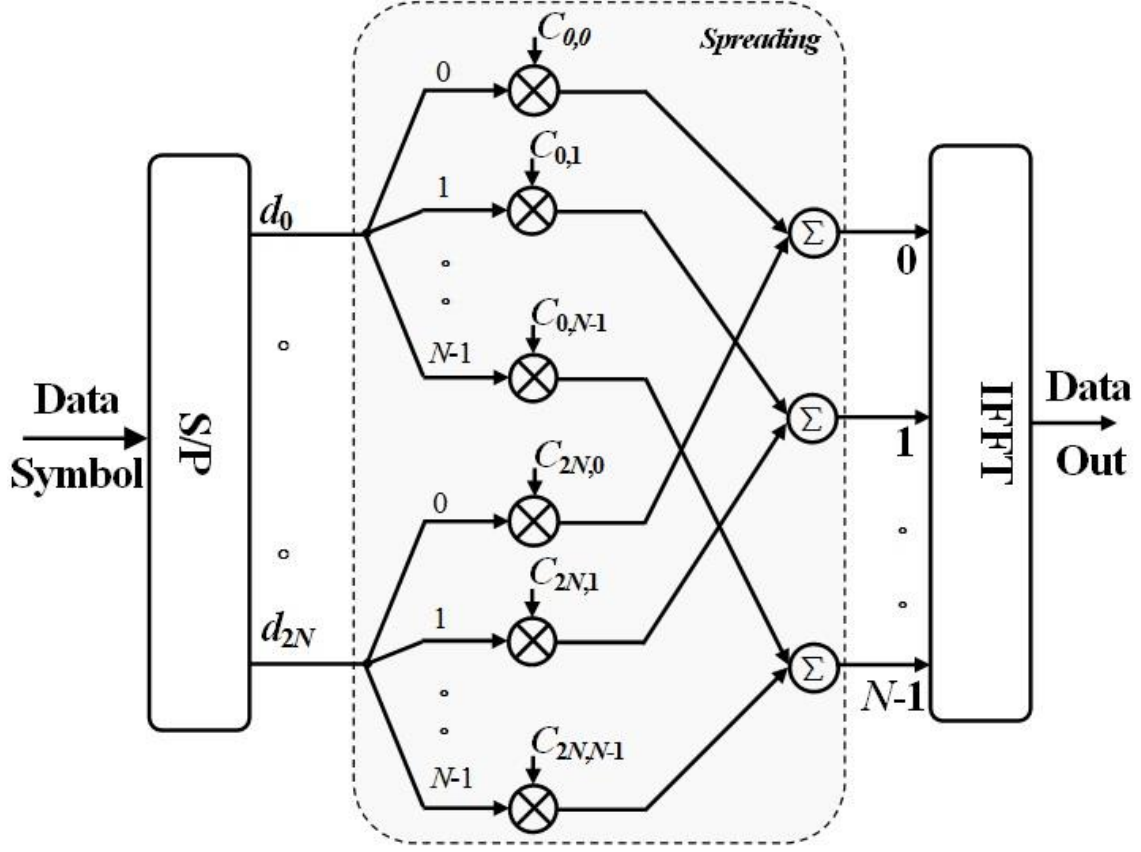 Spreading
C0,0
0
C0,1
1
C0,N-1
N-1
d0
Data
Symbol
S/P
d2N
C2N,0
0
C2N,1
1
C2N,N-1
N-1
Σ
0
Σ
1
Σ
N-1
IFFT
Data
Out